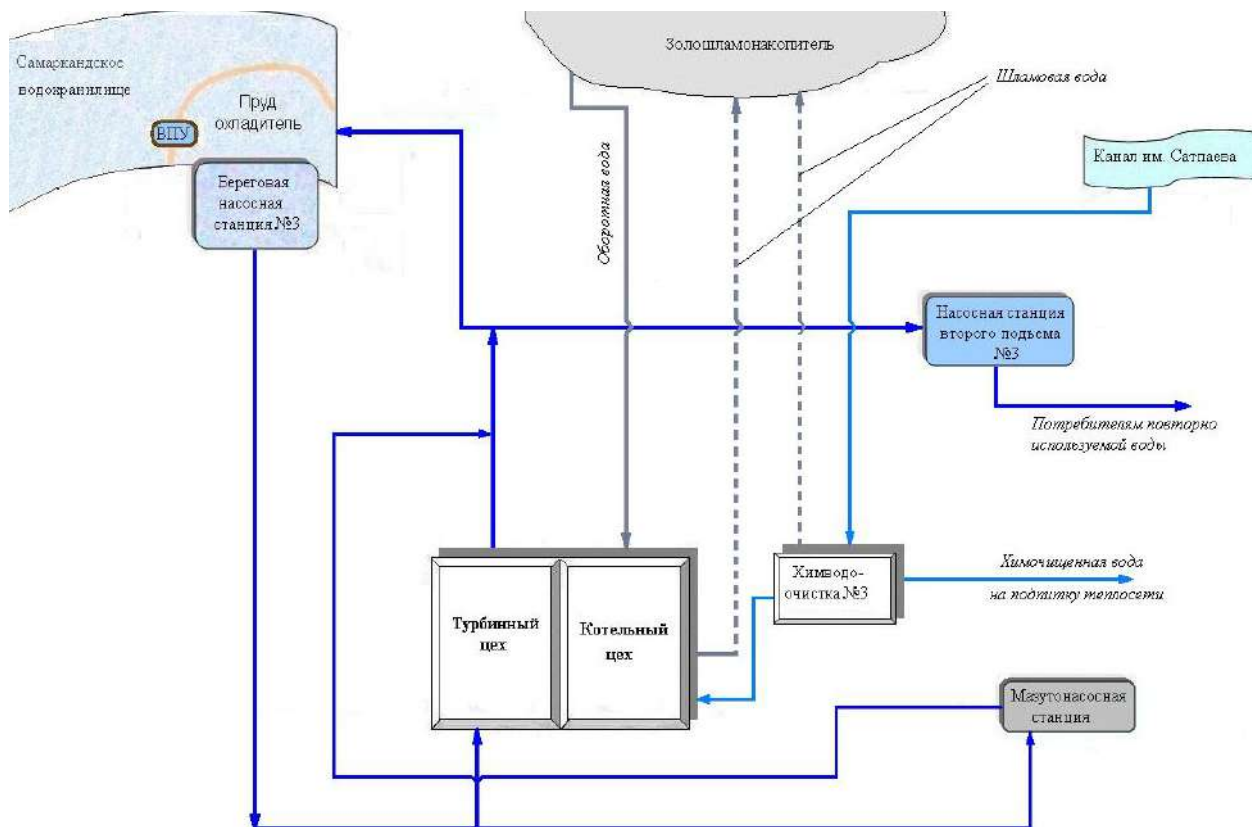 Самаркандское
водохранилище
Пруд
охладитель
ВПУ
Береговая
насосная
станция №3
Золошламонакопитель
Шламовая вода
Оборотная вода
Канал им. Сатпаева
Насосная станция
второго подъема
№3
Потребителям повторно
используемой воды
Турбинный
цех
Котельный
цех
Химводо-
очистка №3
Химочищенная вода
на подпитку теплосети
Мазутонасосная
станция